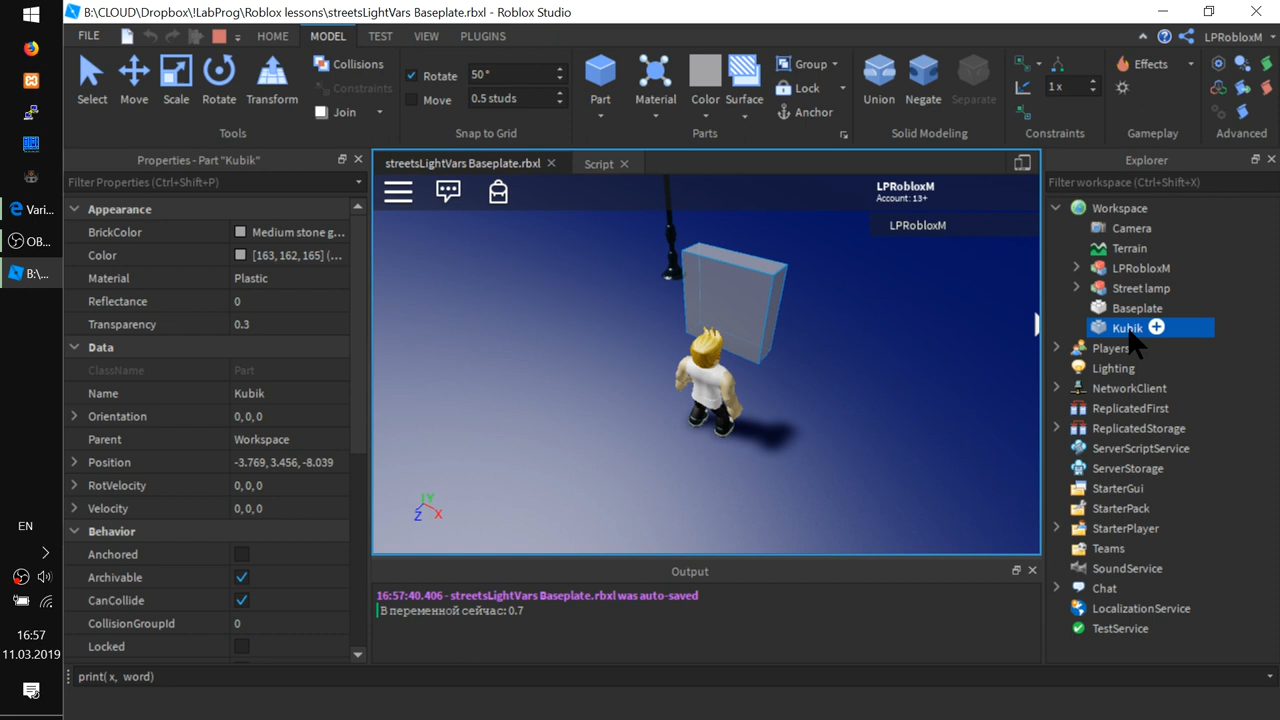 B:\CLOUD\Dropbox\!LabProg\Roblox lessons\streetsLightVars Baseplate.rbxl - Roblox Studio
FILE HOME MODEL TEST VIEW PLUGINS LPRobloxM
Select Move Scale Rotate Transform
Collisions
Constraints
Join
Tools
Rotate 50°
Move 0.5 studs
Snap to Grid
Part Material Color Surface
Group
Lock
Anchor
Parts
Union Negate Separate
Solid Modeling
1 x
Constraints
Effects
Gameplay
Advanced
Properties - Part "Kubik"
Filter Properties (Ctrl+Shift+P)
Appearance
BrickColor Medium stone g...
Color [163, 162, 165] (...
Material Plastic
Reflectance 0
Transparency 0.3
Data
ClassName Part
Name Kubik
Orientation 0, 0, 0
Parent Workspace
Position -3.769, 3.456, -8.039
RotVelocity 0, 0, 0
Velocity 0, 0, 0
Behavior
Anchored
Archivable
CanCollide
CollisionGroupId 0
Locked
streetsLightVars Baseplate.rbxl Script
LPRobloxM
Account: 13+
LPRobloxM
Y
Z X
Output
16:57:40.406 - streetsLightVars Baseplate.rbxl was auto-saved
В переменной сейчас: 0.7
print( x, word)
Explorer
Filter workspace (Ctrl+Shift+X)
Workspace
Camera
Terrain
LPRobloxM
Street lamp
Baseplate
Kubik
Players
Lighting
NetworkClient
ReplicatedFirst
ReplicatedStorage
ServerScriptService
ServerStorage
StarterGui
StarterPack
StarterPlayer
Teams
SoundService
Chat
LocalizationService
TestService
Vari...
OB...
B:\...
EN
16:57
11.03.2019